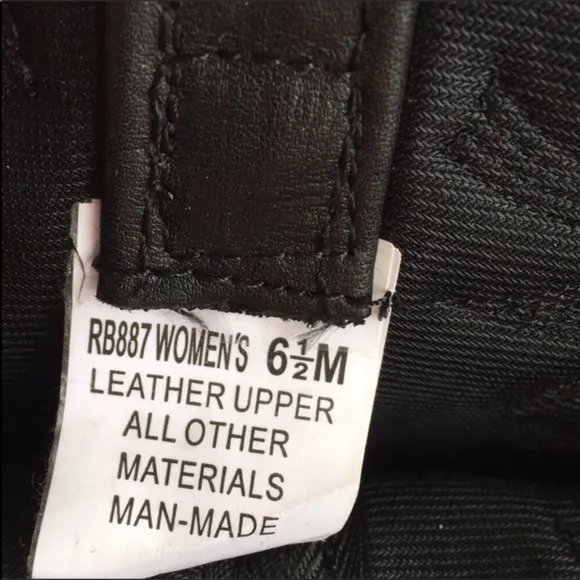 RB887 WOMEN'S 6½M
LEATHER UPPER
ALL OTHER
MATERIALS
MAN-MADE